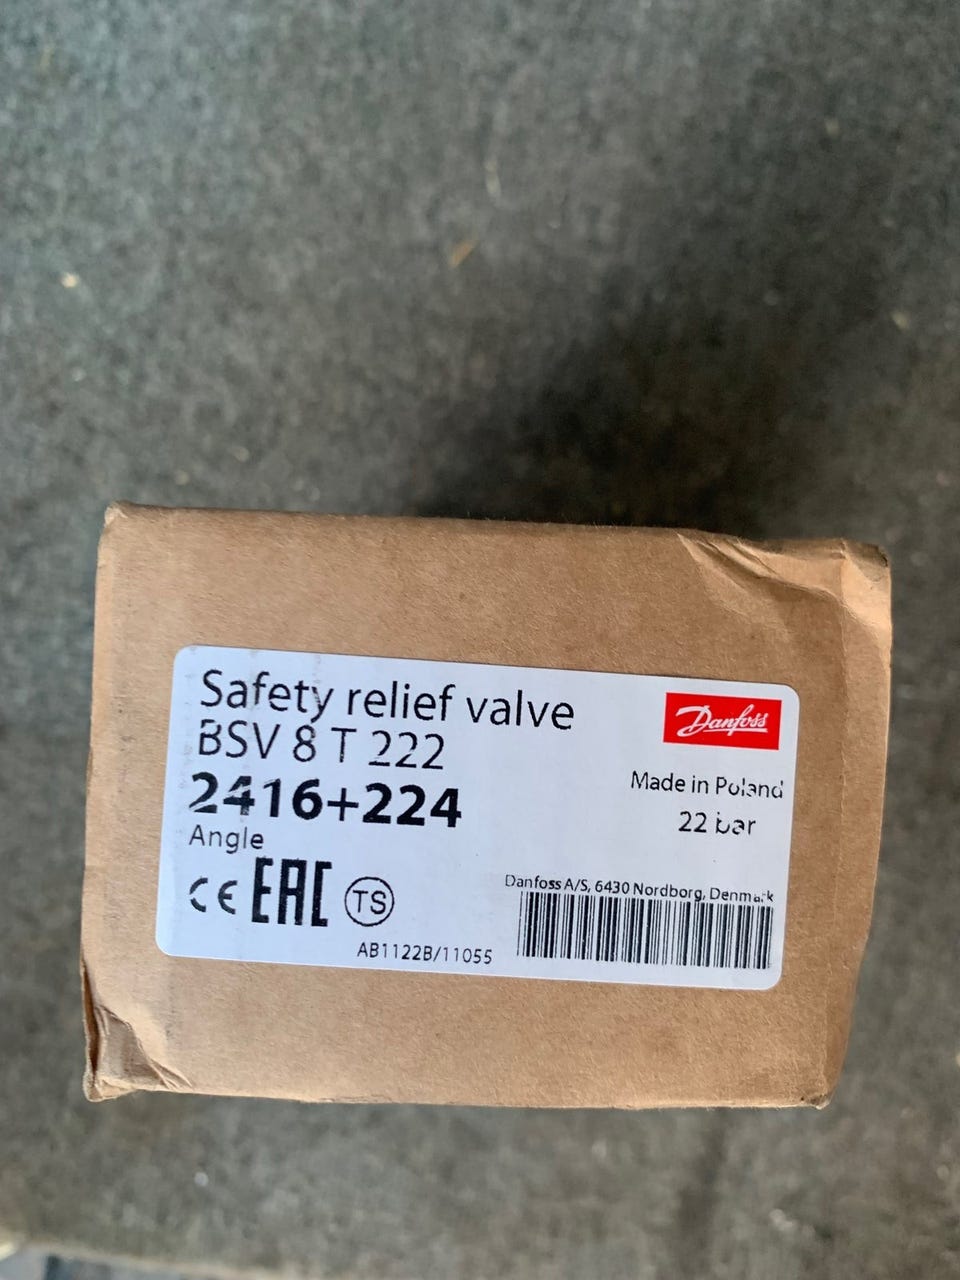 Safety relief valve
BSV 8 T 222
2416+224
Angle
Danfoss
Made in Poland
22 bar
CE EAC TS
Danfoss A/S, 6430 Nordborg, Denmark
AB1122B/11055